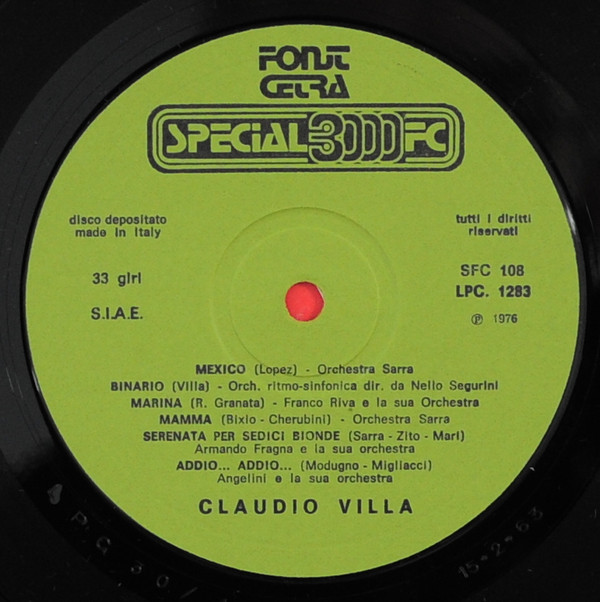 FONIT
CETRA
SPECIAL 3000 FC
disco depositato
made in Italy
tutti i diritti
riservati
33 giri
S.I.A.E.
SFC 108
LPC. 1283
Ⓟ 1976
MEXICO (Lopez) - Orchestra Sarra
BINARIO (Villa) - Orch. ritmo-sinfonica dir. da Nello Segurini
MARINA (R. Granata) - Franco Riva e la sua Orchestra
MAMMA (Bixio - Cherubini) - Orchestra Sarra
SERENATA PER SEDICI BIONDE (Sarra - Zito - Mari)
Armando Fragna e la sua orchestra
ADDIO... ADDIO... (Modugno - Migliacci)
Angelini e la sua orchestra
CLAUDIO VILLA
15-2-63